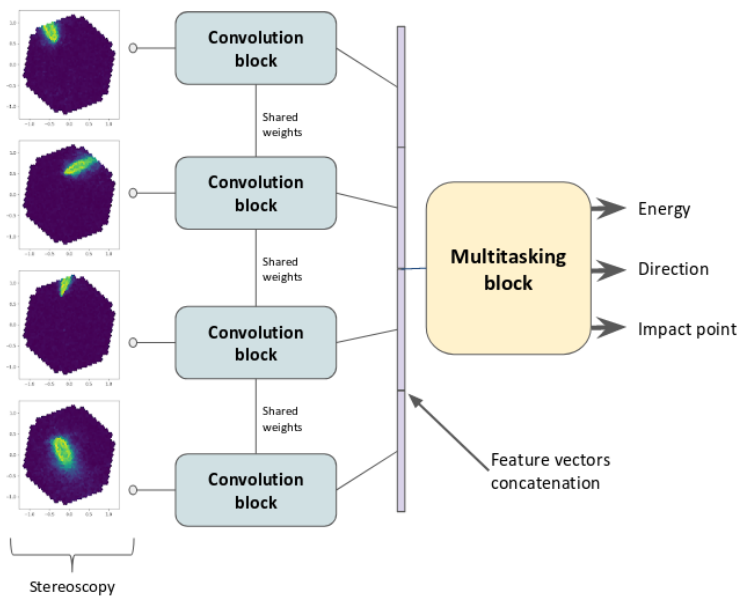 Convolution
block
Shared
weights
Convolution
block
Shared
weights
Convolution
block
Shared
weights
Convolution
block
Multitasking
block
Energy
Direction
Impact point
Feature vectors
concatenation
Stereoscopy